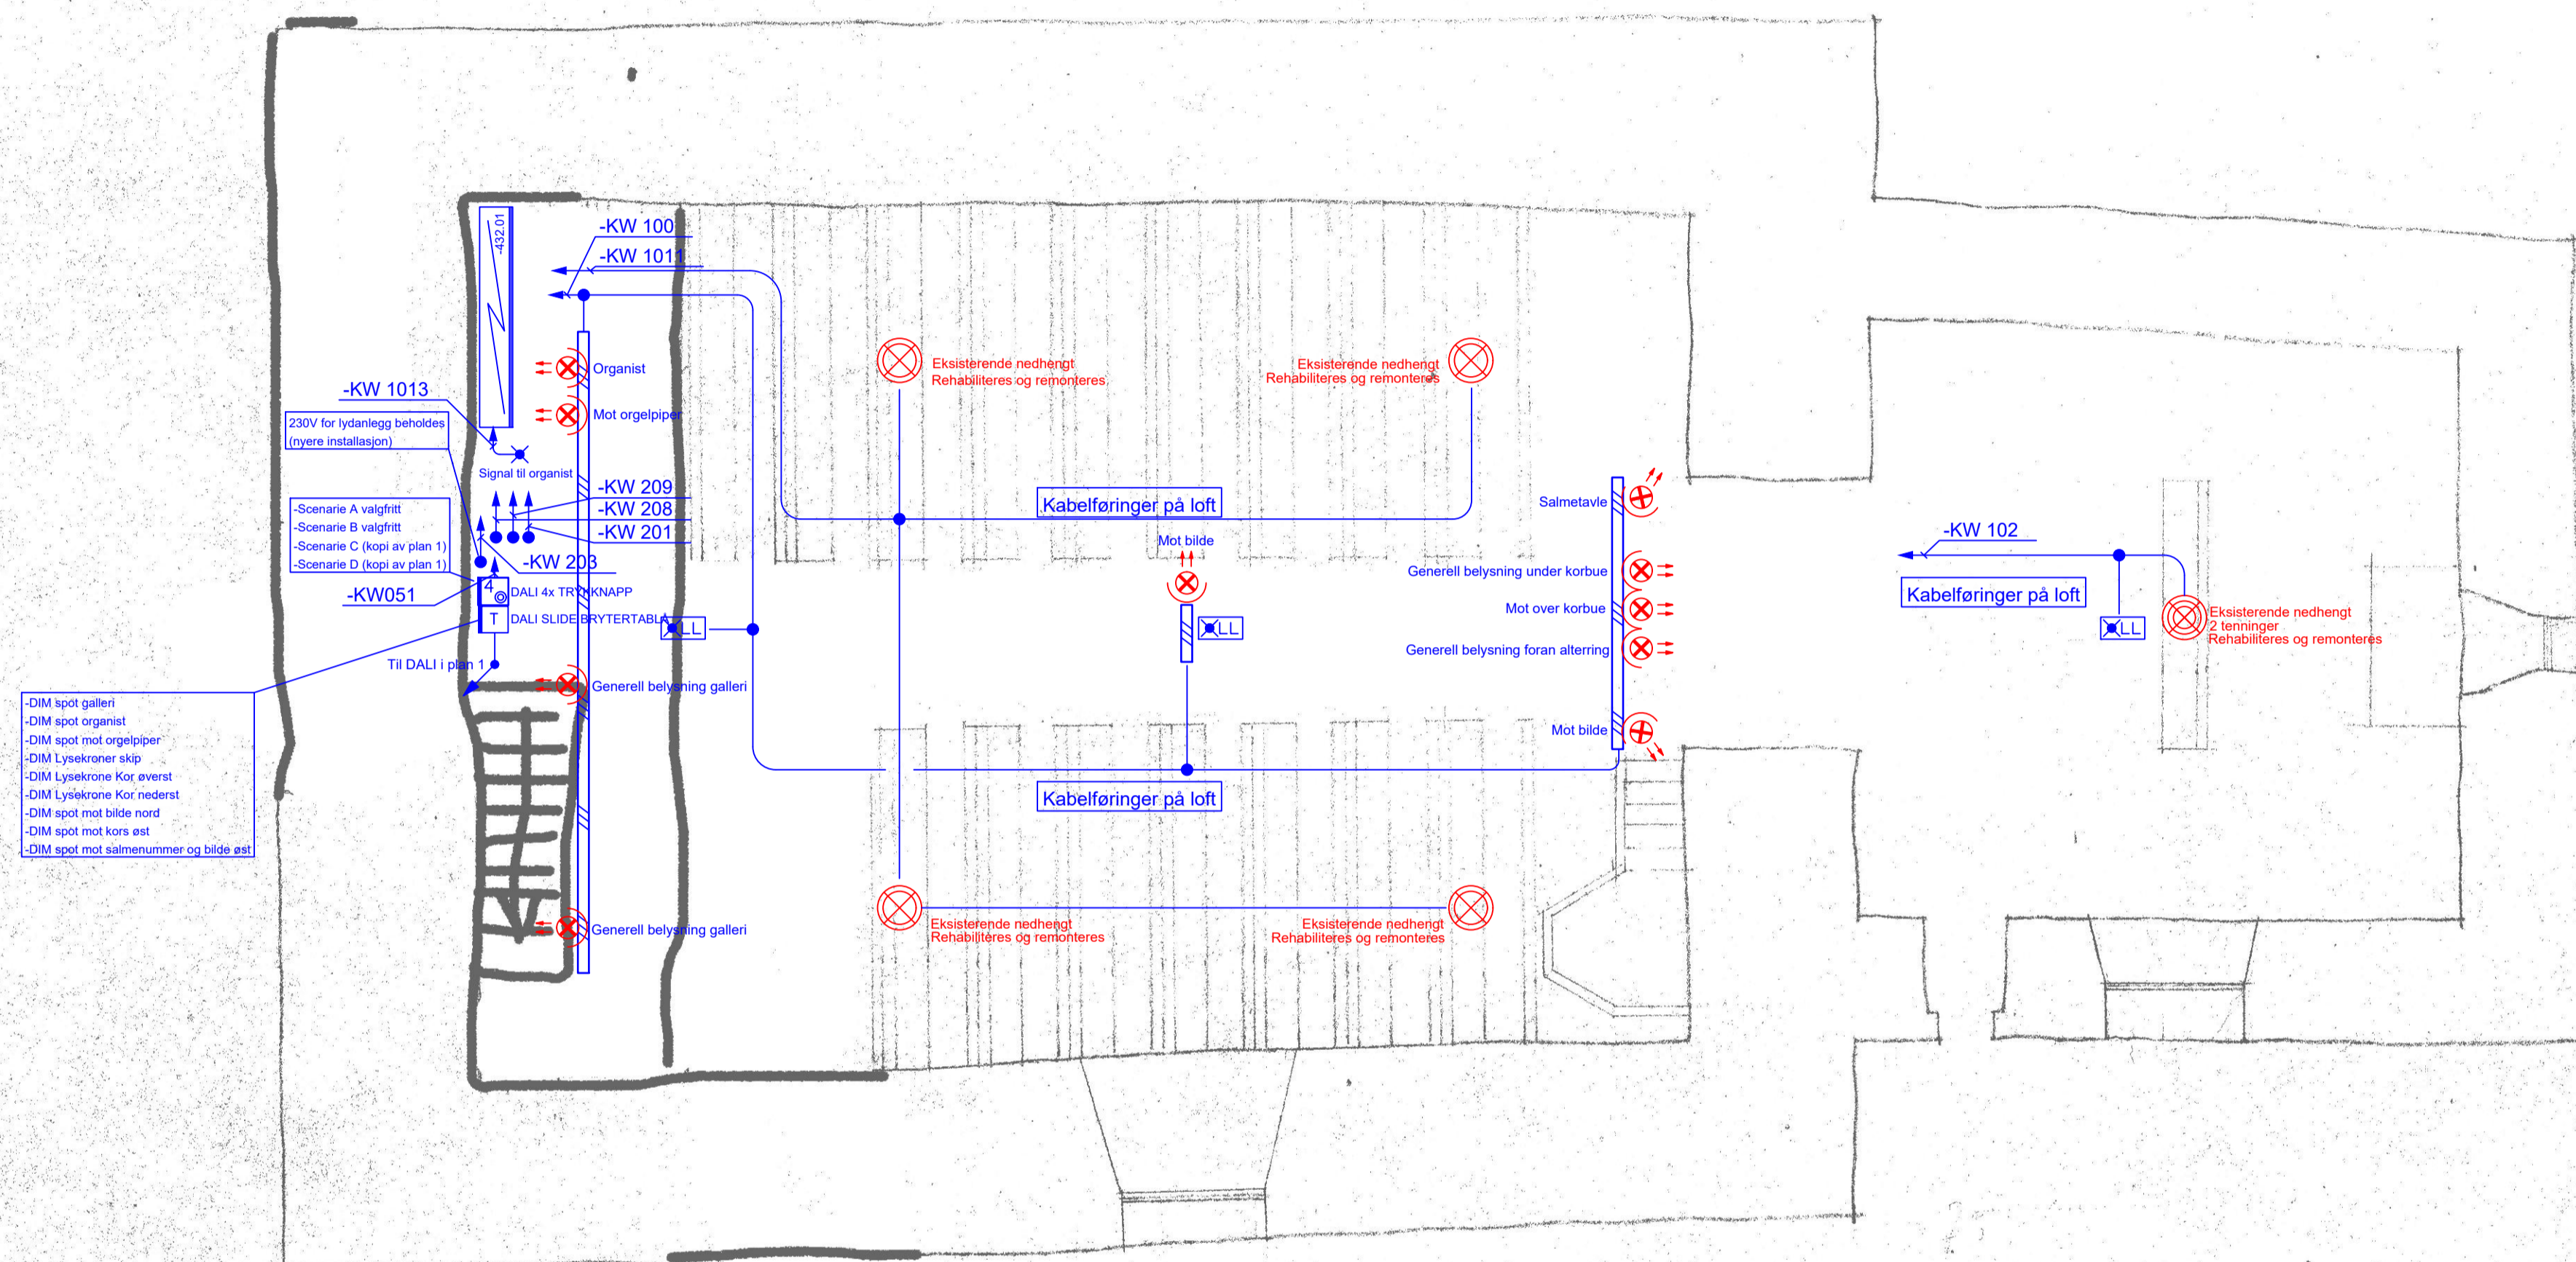 -432.01
-KW 100
-KW 1011
Organist
Mot orgelpiper
-KW 1013
230V for lydanlegg beholdes
(nyere installasjon)
Signal til organist
-KW 209
-KW 208
-KW 201
-Scenarie A valgfritt
-Scenarie B valgfritt
-Scenarie C (kopi av plan 1)
-Scenarie D (kopi av plan 1)
-KW 203
-KW051
4
DALI 4x TRYKKNAPP
T
DALI SLIDE BRYTERTABLÅ
LL
Til DALI i plan 1
Generell belysning galleri
-DIM spot galleri
-DIM spot organist
-DIM spot mot orgelpiper
-DIM Lysekroner skip
-DIM Lysekrone Kor øverst
-DIM Lysekrone Kor nederst
-DIM spot mot bilde nord
-DIM spot mot kors øst
-DIM spot mot salmenummer og bilde øst
Generell belysning galleri
Eksisterende nedhengt
Rehabiliteres og remonteres
Eksisterende nedhengt
Rehabiliteres og remonteres
Kabelføringer på loft
Mot bilde
LL
Kabelføringer på loft
Eksisterende nedhengt
Rehabiliteres og remonteres
Eksisterende nedhengt
Rehabiliteres og remonteres
Salmetavle
Generell belysning under korbue
Mot over korbue
Generell belysning foran alterring
Mot bilde
-KW 102
Kabelføringer på loft
LL
Eksisterende nedhengt
2 tenninger
Rehabiliteres og remonteres